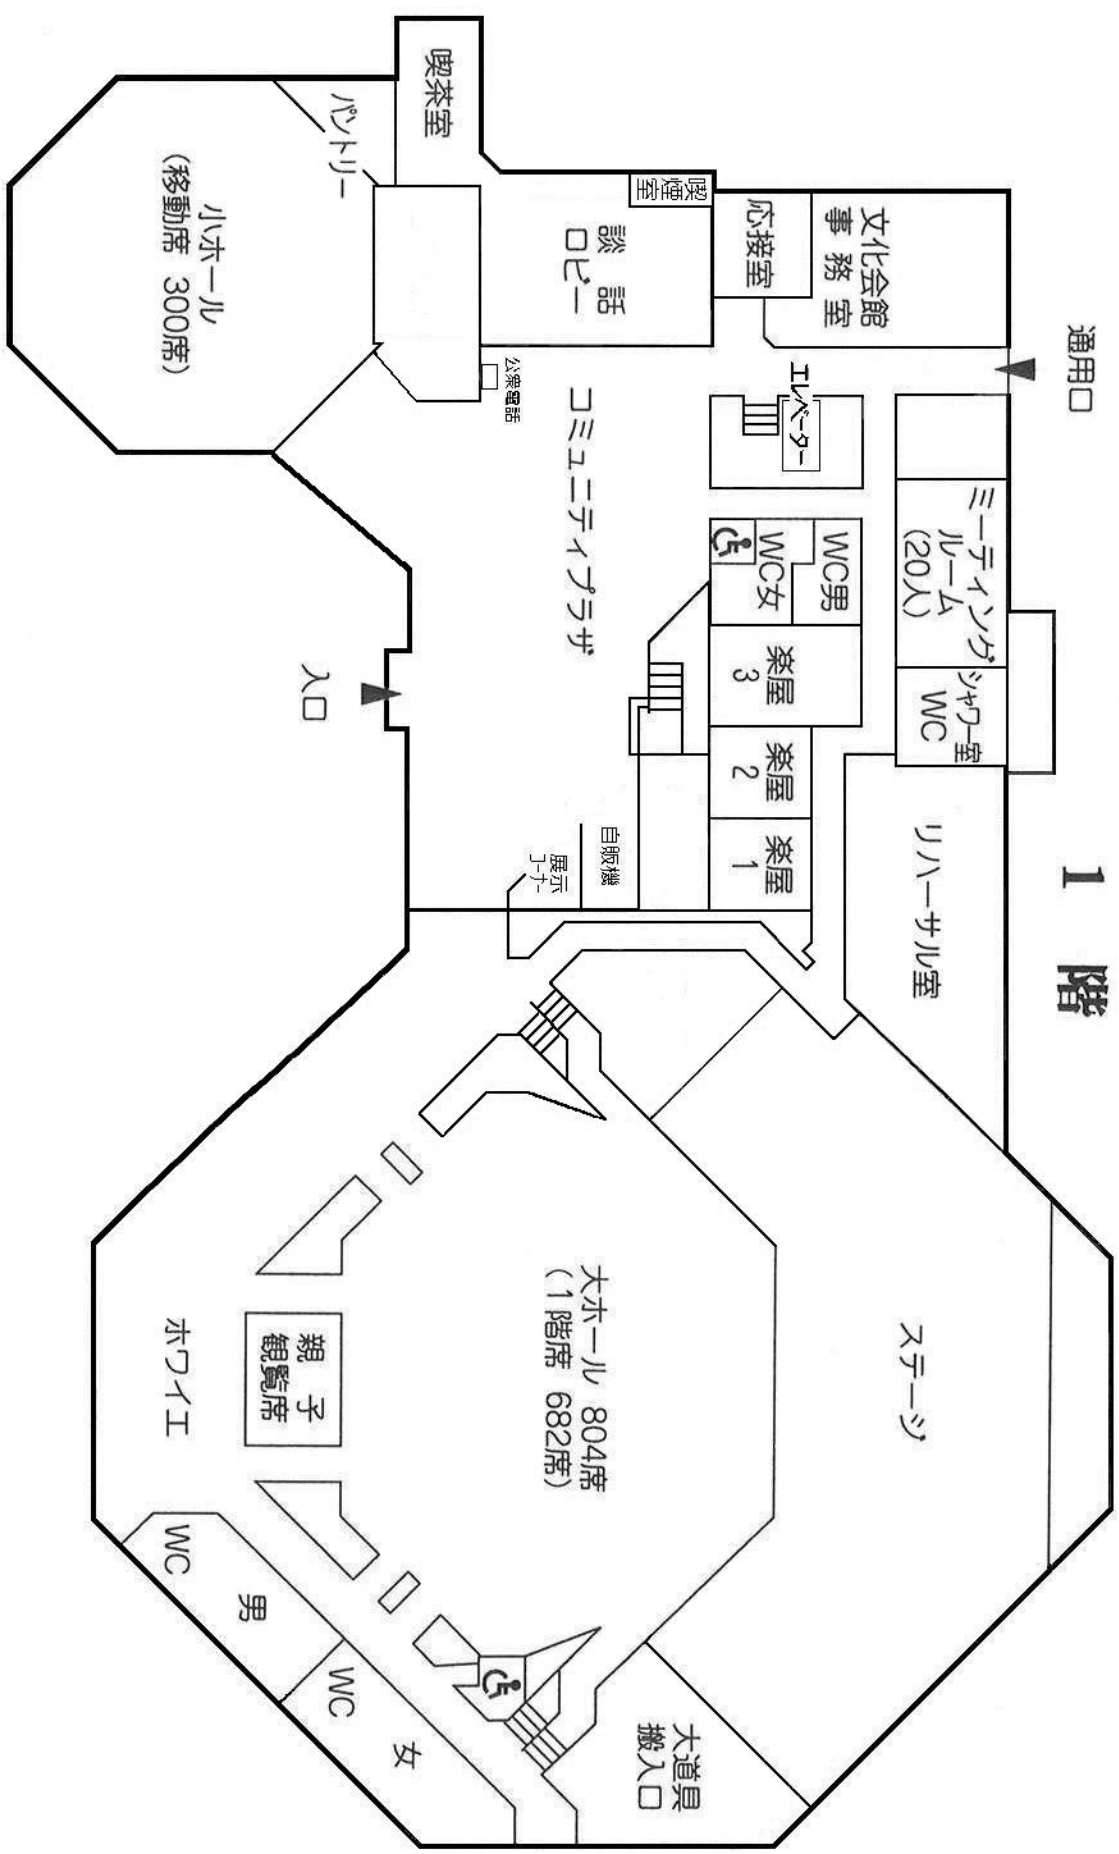 1 階
通用口
喫茶室
パントリー
小ホール
(移動席 300席)
喫煙
室
談話
ロビー
応接室
文化会館
事務室
公衆電話
エレベーター
コミュニティプラザ
ミーティング
ルーム
(20人)
WC男
WC女
シャワー室
WC
楽屋
3
楽屋
2
楽屋
1
入口
自販機
展示
コーナー
リハーサル室
ステージ
大ホール 804席
(1階席 682席)
親子
観覧席
ホワイエ
WC
男
WC
女
大道具
搬入口